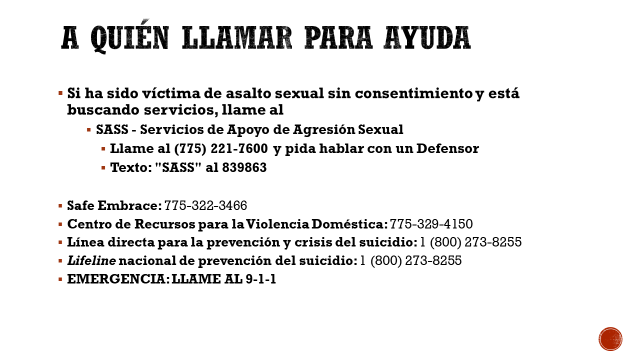 A QUIÉN LLAMAR PARA AYUDA
Si ha sido víctima de asalto sexual sin consentimiento y está
buscando servicios, llame al
SASS - Servicios de Apoyo de Agresión Sexual
Llame al (775) 221-7600 y pida hablar con un Defensor
Texto: "SASS" al 839863
Safe Embrace: 775-322-3466
Centro de Recursos para la Violencia Doméstica: 775-329-4150
Línea directa para la prevención y crisis del suicidio: 1 (800) 273-8255
Lifeline nacional de prevención del suicidio: 1 (800) 273-8255
EMERGENCIA: LLAME AL 9-1-1